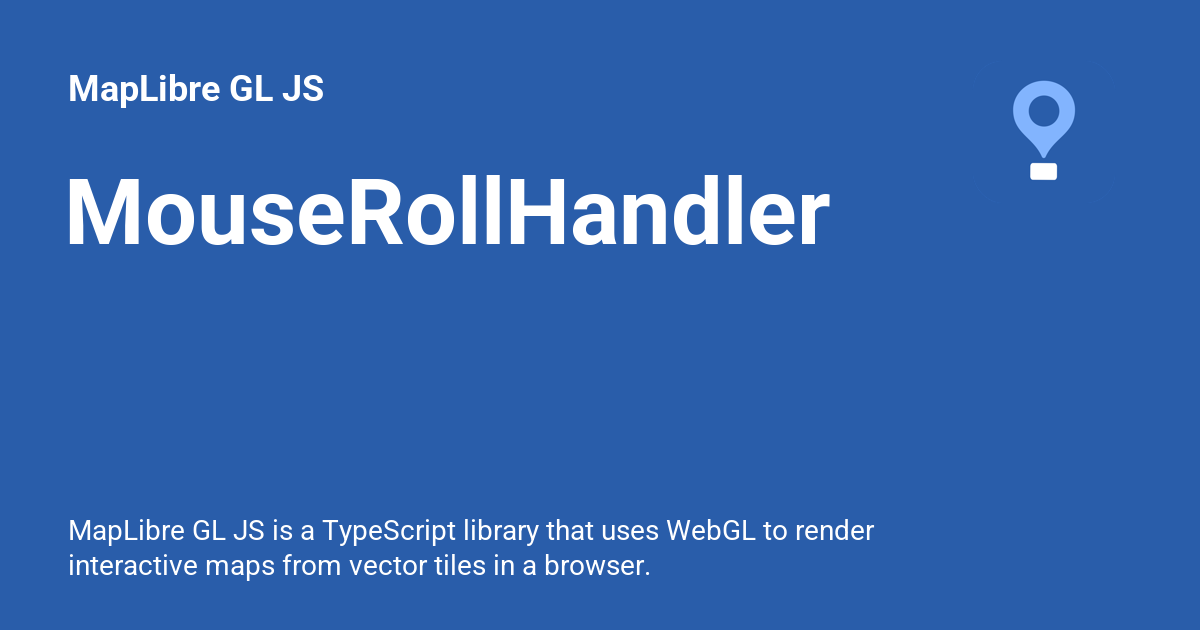 MapLibre GL JS
MouseRollHandler
MapLibre GL JS is a TypeScript library that uses WebGL to render
interactive maps from vector tiles in a browser.